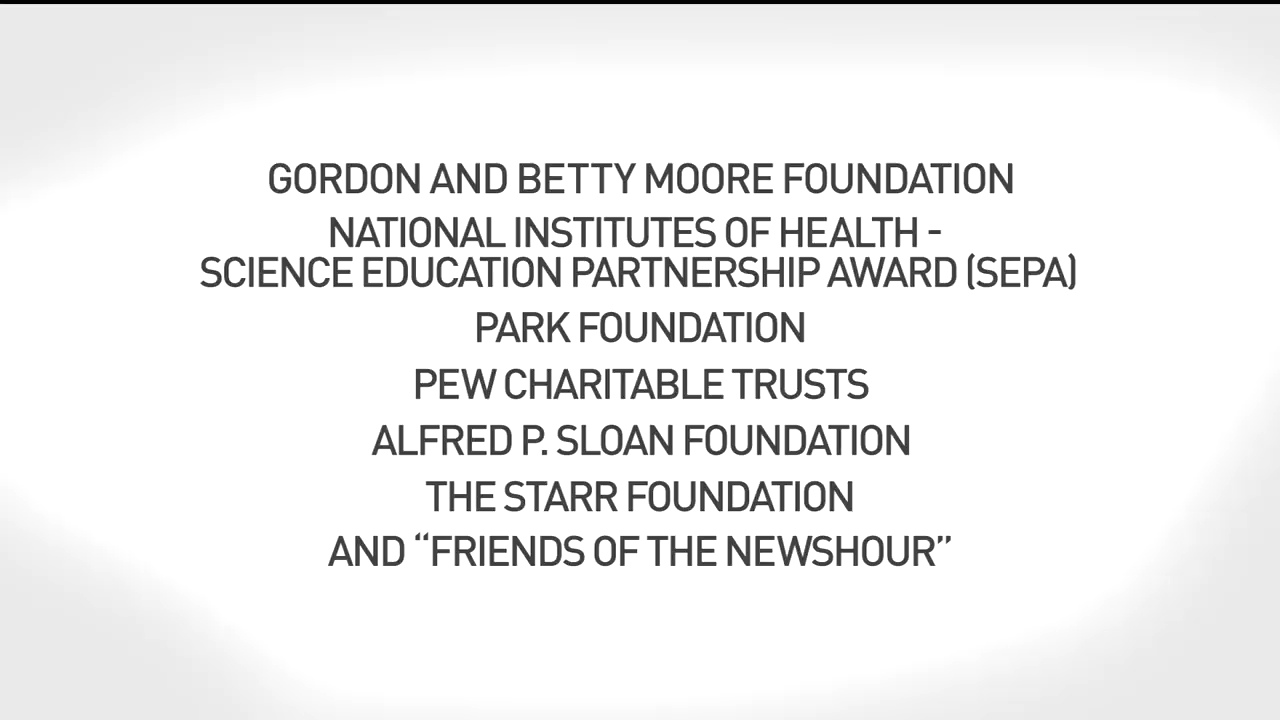 GORDON AND BETTY MOORE FOUNDATION
NATIONAL INSTITUTES OF HEALTH -
SCIENCE EDUCATION PARTNERSHIP AWARD (SEPA)
PARK FOUNDATION
PEW CHARITABLE TRUSTS
ALFRED P. SLOAN FOUNDATION
THE STARR FOUNDATION
AND “FRIENDS OF THE NEWSHOUR”